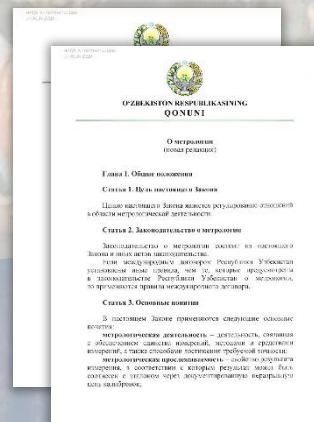 O'ZBEKISTON RESPUBLIKASINING
QONUNI
О метрологии
(новая редакция)
Глава 1. Общие положения
Статья 1. Цель настоящего Закона
Целью настоящего Закона является регулирование отношений
в области метрологической деятельности.
Статья 2. Законодательство о метрологии
Законодательство о метрологии состоит из настоящего
Закона и иных актов законодательства.
Если международным договором Республики Узбекистан
установлены иные правила, чем те, которые предусмотрены
в законодательстве Республики Узбекистан о метрологии,
то применяются правила международного договора.
Статья 3. Основные понятия
В настоящем Законе применяются следующие основные
понятия:
метрологическая деятельность – деятельность, связанная
с обеспечением единства измерений, методами и средствами
измерений, а также способами достижения требуемой точности;
метрологическая прослеживаемость – свойство результата
измерения, в соответствии с которым результат может быть
соотнесен с эталоном через документированную неразрывную
цепь калибровок;